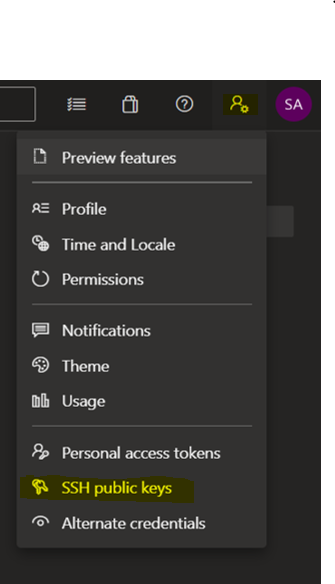 SA
Preview features
Profile
Time and Locale
Permissions
Notifications
Theme
Usage
Personal access tokens
SSH public keys
Alternate credentials